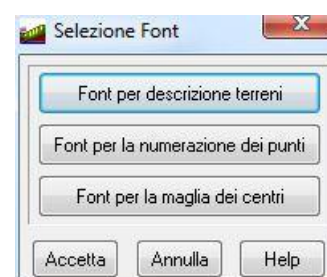 Selezione Font
Font per descrizione terreni
Font per la numerazione dei punti
Font per la maglia dei centri
Accetta Annulla Help